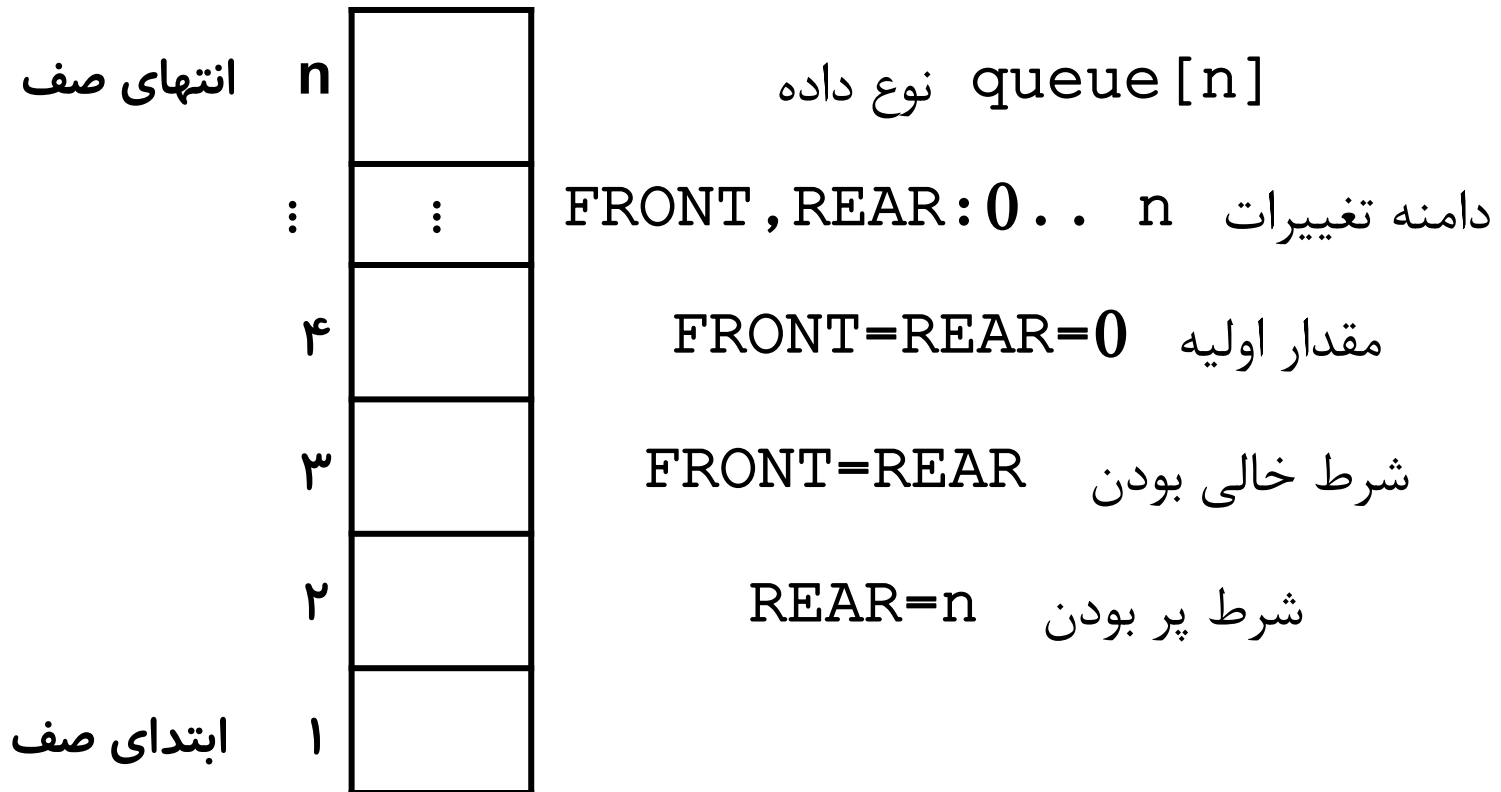 n انتهای صف
نوع داده queue[n]
⋮ ⋮
دامنه تغییرات FRONT,REAR:0.. n
۴
مقدار اولیه FRONT=REAR=0
۳
شرط خالی بودن FRONT=REAR
۲
شرط پر بودن REAR=n
۱ ابتدای صف